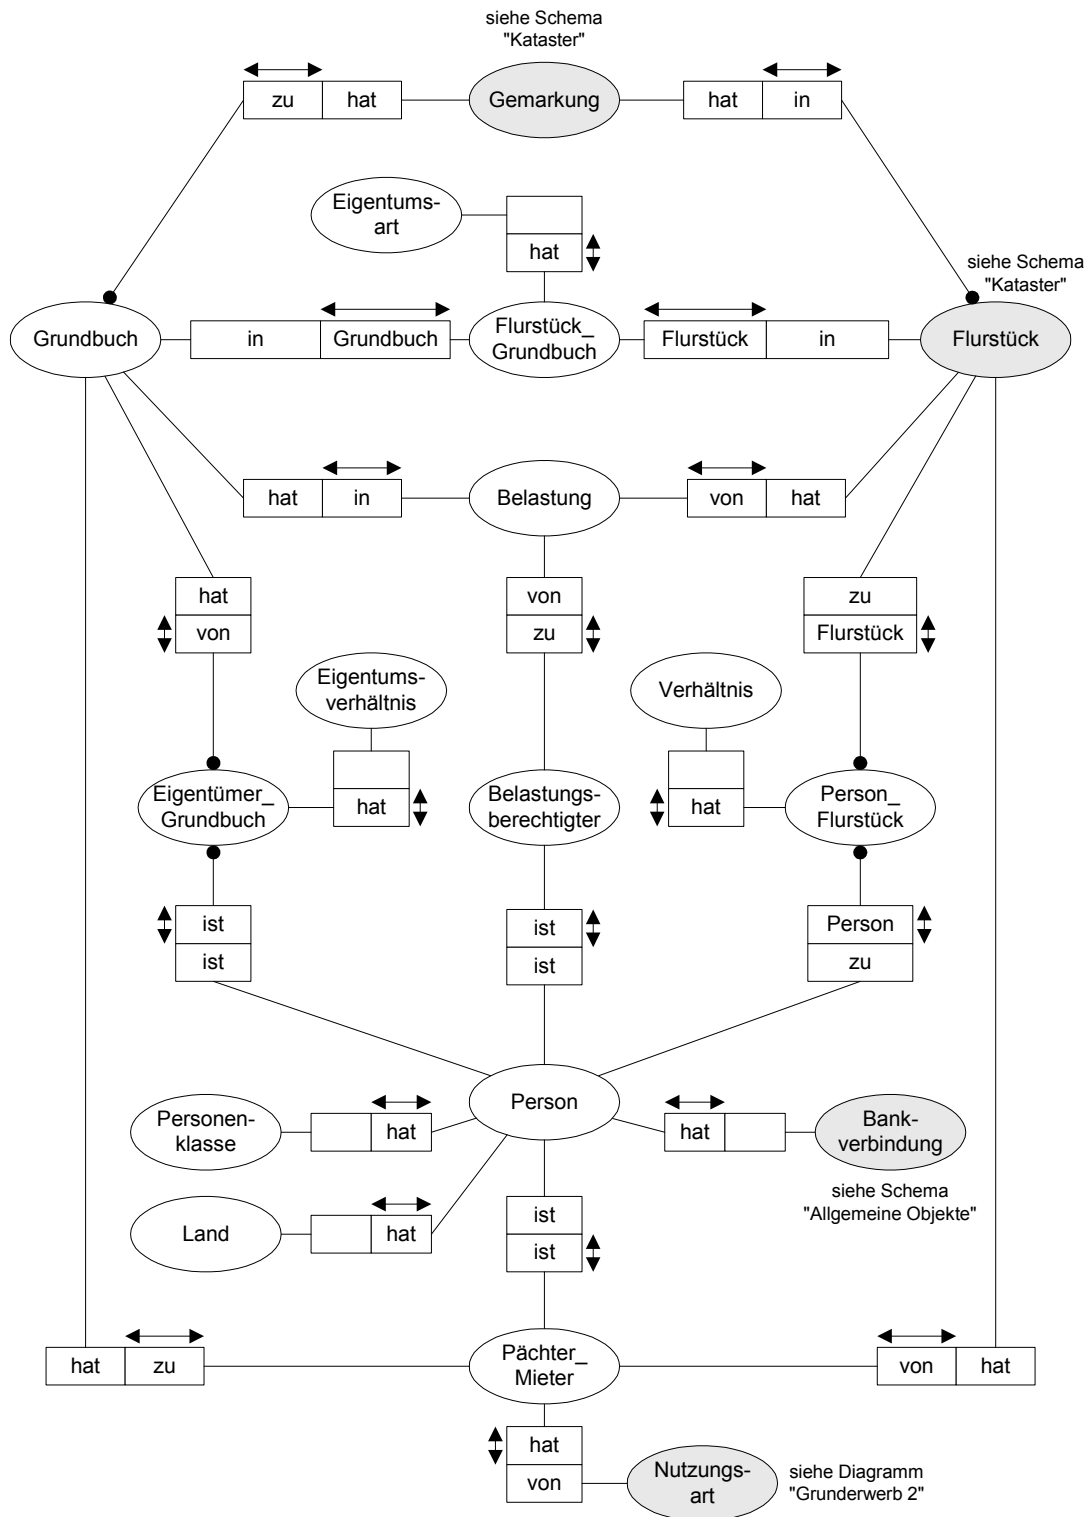 siehe Schema
"Kataster"
zu hat Gemarkung hat in
Eigentums-
art
hat
siehe Schema
"Kataster"
Grundbuch in Grundbuch Flurstück_
Grundbuch Flurstück in Flurstück
hat in Belastung von hat
hat
von
von
zu
zu
Flurstück
Eigentums-
verhältnis
Verhältnis
hat
hat
Eigentümer_
Grundbuch
Belastungs-
berechtigter
Person_
Flurstück
ist
ist
ist
ist
Person
zu
Person
Personen-
klasse
hat
hat
Bank-
verbindung
siehe Schema
"Allgemeine Objekte"
Land
hat
ist
ist
hat zu Pächter_
Mieter von hat
hat
von
Nutzungs-
art
siehe Diagramm
"Grunderwerb 2"